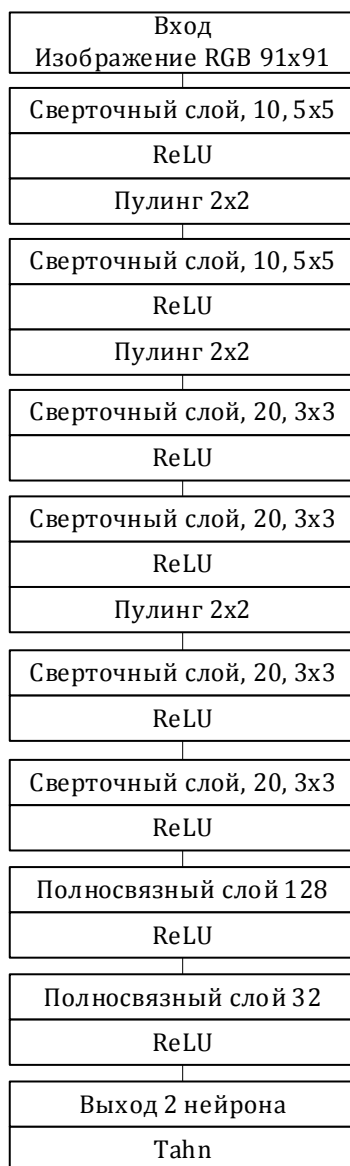 Вход
Изображение RGB 91x91
Сверточный слой, 10, 5x5
ReLU
Пулинг 2x2
Сверточный слой, 10, 5x5
ReLU
Пулинг 2x2
Сверточный слой, 20, 3x3
ReLU
Сверточный слой, 20, 3x3
ReLU
Пулинг 2x2
Сверточный слой, 20, 3x3
ReLU
Сверточный слой, 20, 3x3
ReLU
Полносвязный слой 128
ReLU
Полносвязный слой 32
ReLU
Выход 2 нейрона
Tahn